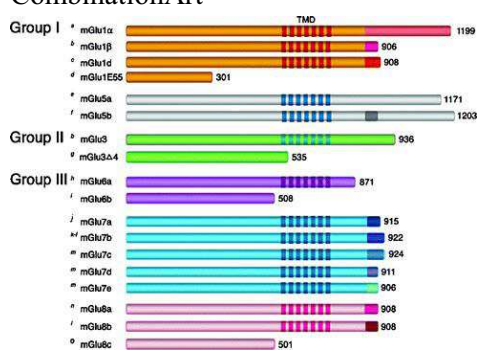 CombinationArt
TMD
Group I a mGlu1α 1199
b mGlu1β 906
c mGlu1d 908
d mGlu1E55 301
e mGlu5a 1171
f mGlu5b 1203
Group II b mGlu3 936
g mGlu3Δ4 535
Group III h mGlu6a 871
i mGlu6b 508
j mGlu7a 915
k-l mGlu7b 922
m mGlu7c 924
m mGlu7d 911
m mGlu7e 906
n mGlu8a 908
l mGlu8b 908
o mGlu8c 501